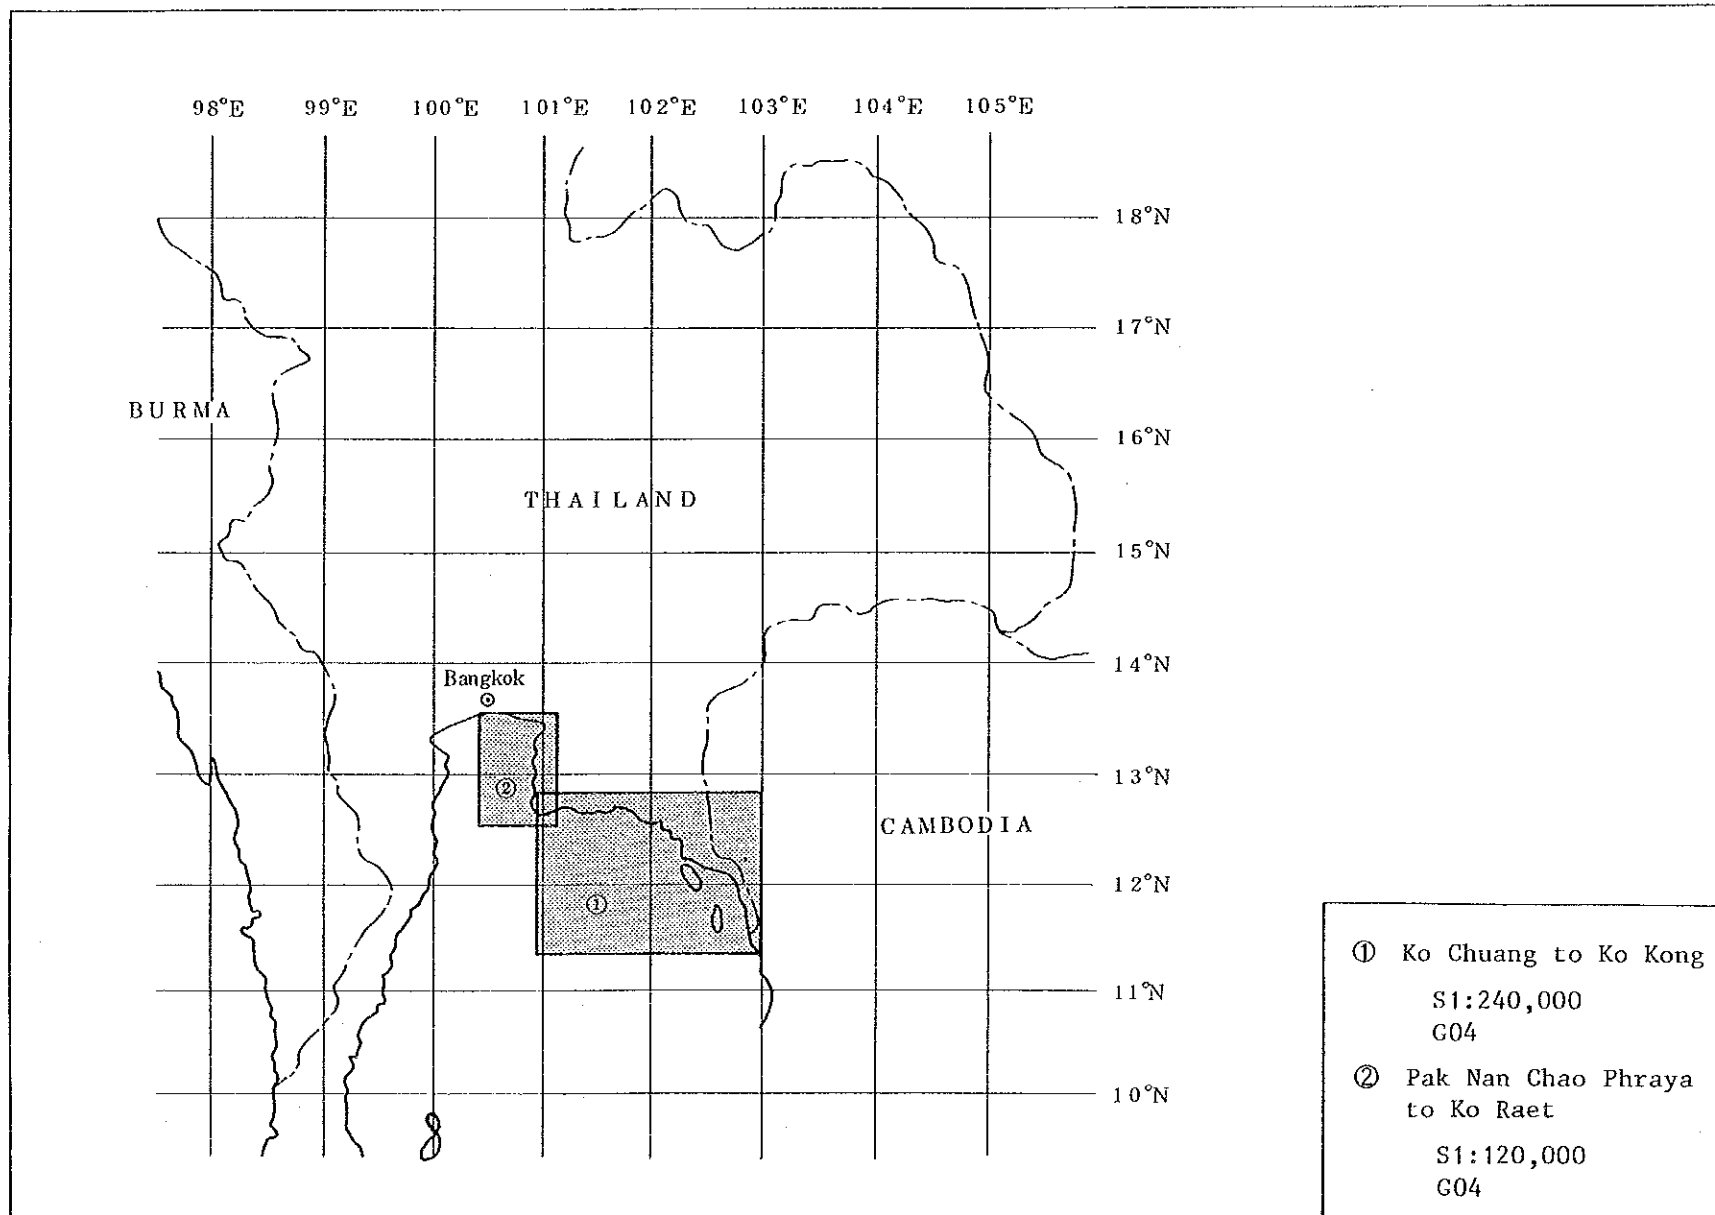 98°E 99°E 100°E 101°E 102°E 103°E 104°E 105°E
18°N
17°N
BURMA
16°N
THAILAND
15°N
14°N
Bangkok
13°N
②
CAMBODIA
12°N
①
11°N
10°N
① Ko Chuang to Ko Kong
S1:240,000
G04
② Pak Nan Chao Phraya
to Ko Raet
S1:120,000
G04